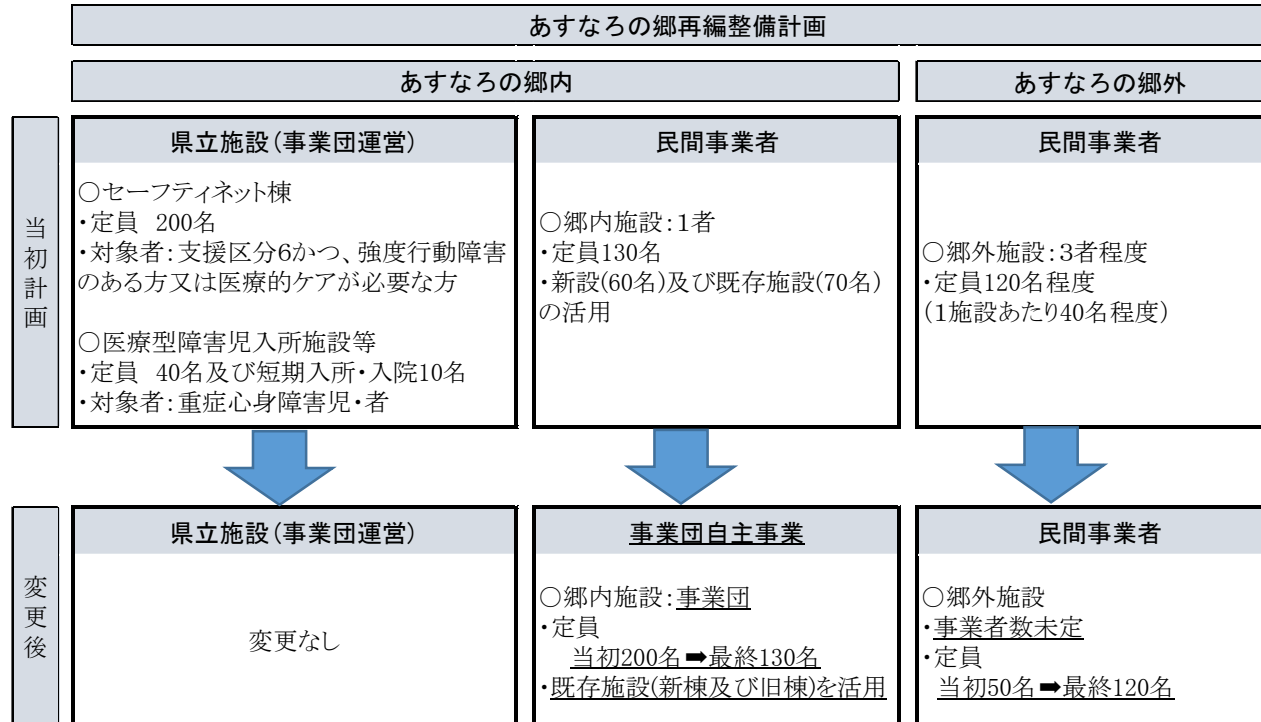 あすなろの郷再編整備計画
あすなろの郷内
あすなろの郷外
当初計画
県立施設(事業団運営)
○セーフティネット棟
・定員 200名
・対象者:支援区分6かつ、強度行動障害
のある方又は医療的ケアが必要な方
○医療型障害児入所施設等
・定員 40名及び短期入所・入院10名
・対象者:重症心身障害児・者
民間事業者
○郷内施設:1者
・定員130名
・新設(60名)及び既存施設(70名)
の活用
民間事業者
○郷外施設:3者程度
・定員120名程度
(1施設あたり40名程度)
変更後
県立施設(事業団運営)
変更なし
事業団自主事業
○郷内施設:事業団
・定員
当初200名➡最終130名
・既存施設(新棟及び旧棟)を活用
民間事業者
○郷外施設
・事業者数未定
・定員
当初50名➡最終120名